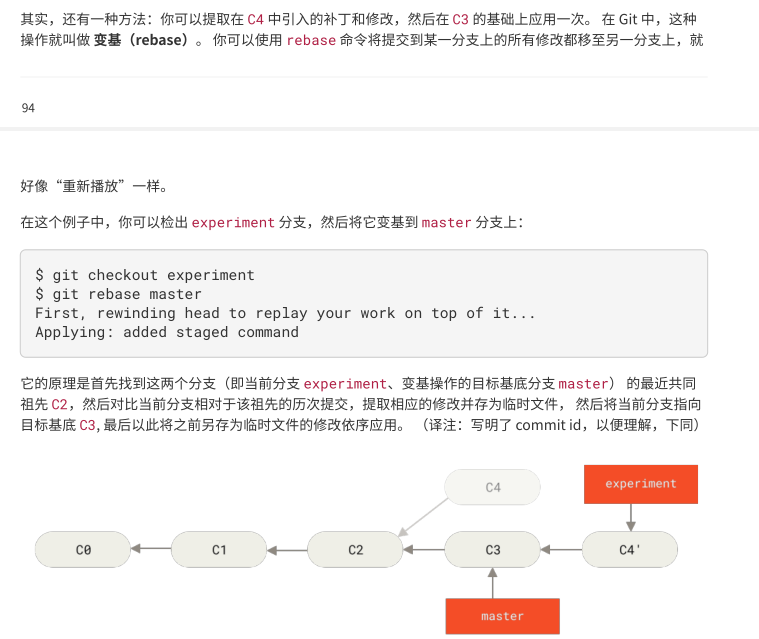 其实，还有一种方法：你可以提取在 C4 中引入的补丁和修改，然后在 C3 的基础上应用一次。 在 Git 中，这种
操作就叫做 变基（rebase）。 你可以使用 rebase 命令将提交到某一分支上的所有修改都移至另一分支上，就
94
好像“重新播放”一样。
在这个例子中，你可以检出 experiment 分支，然后将它变基到 master 分支上：
$ git checkout experiment
$ git rebase master
First, rewinding head to replay your work on top of it...
Applying: added staged command
它的原理是首先找到这两个分支（即当前分支 experiment、变基操作的目标基底分支 master） 的最近共同
祖先 C2，然后对比当前分支相对于该祖先的历次提交，提取相应的修改并存为临时文件， 然后将当前分支指向
目标基底 C3, 最后以此将之前另存为临时文件的修改依序应用。 （译注：写明了 commit id，以便理解，下同）
C4
experiment
C0
C1
C2
C3
C4'
master